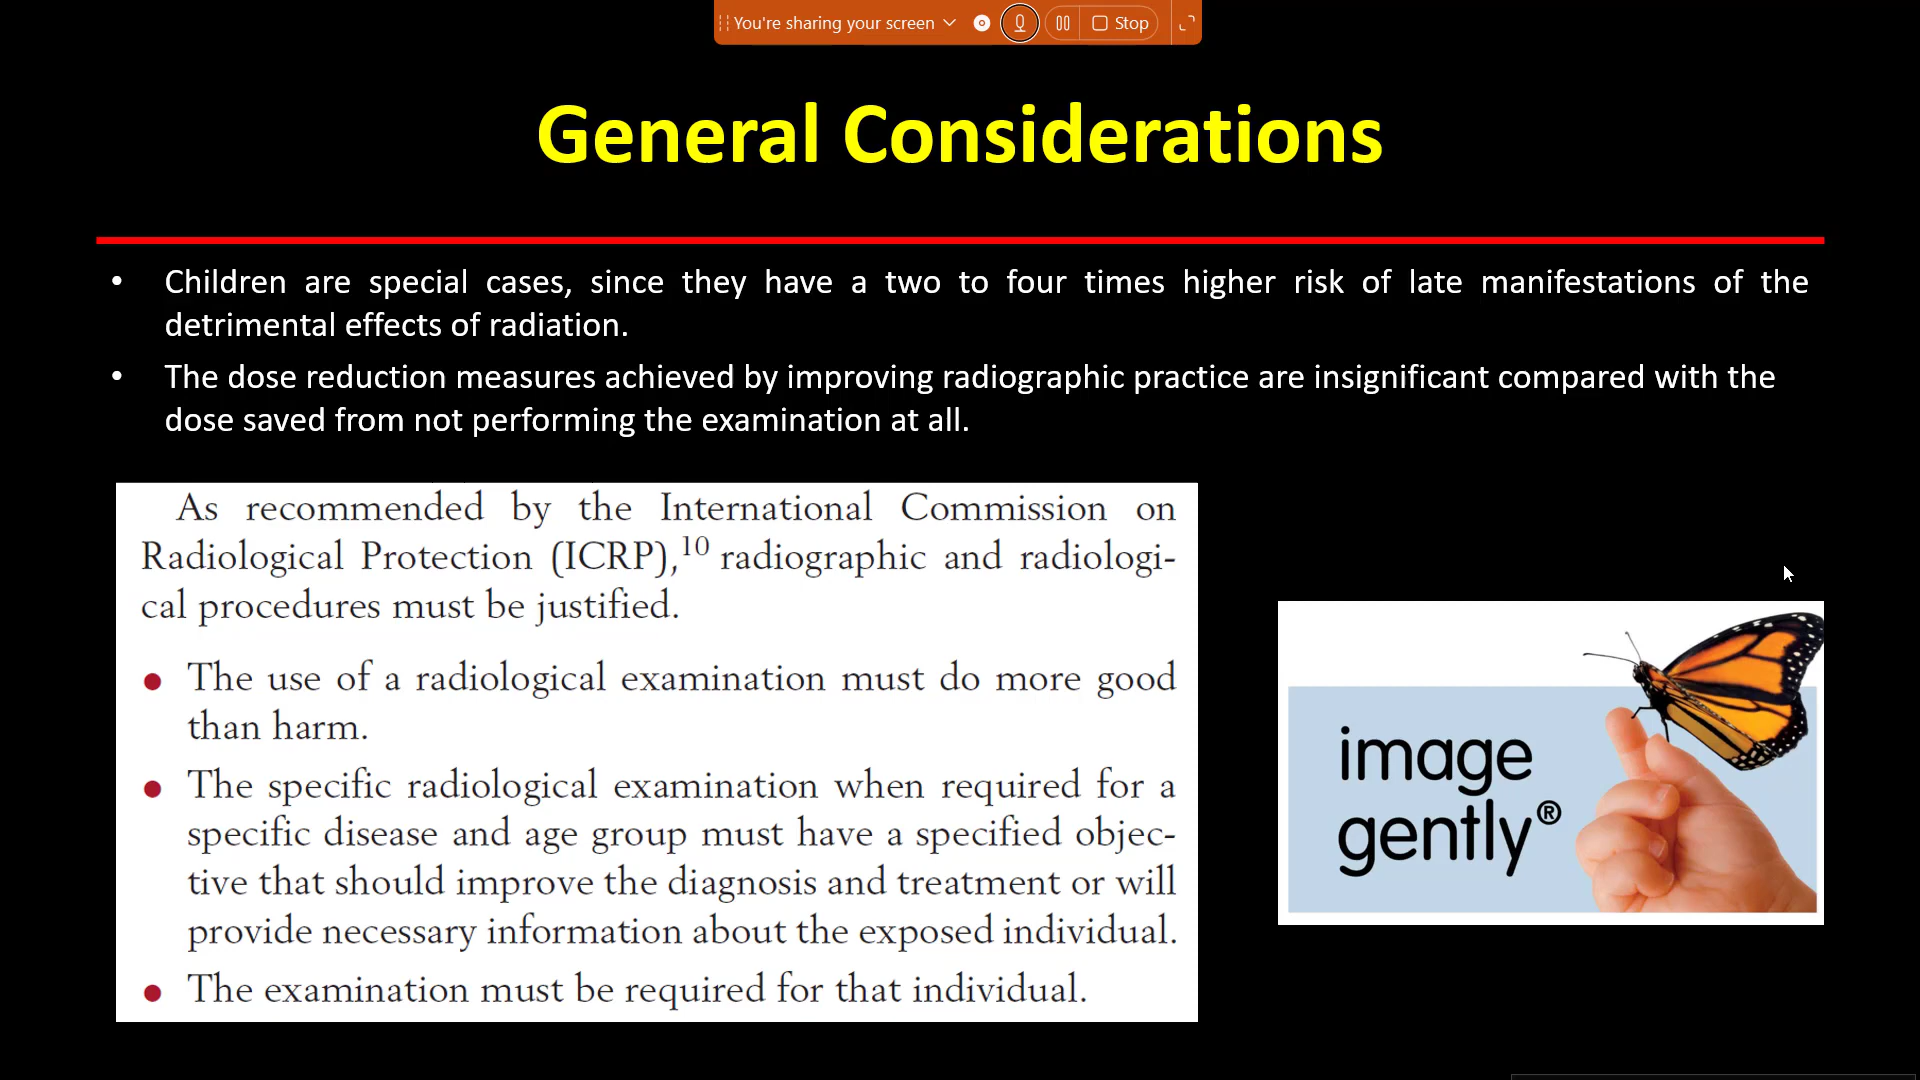 You're sharing your screen
Stop
General Considerations
• Children are special cases, since they have a two to four times higher risk of late manifestations of the
detrimental effects of radiation.
• The dose reduction measures achieved by improving radiographic practice are insignificant compared with the
dose saved from not performing the examination at all.
As recommended by the International Commission on
Radiological Protection (ICRP),¹⁰ radiographic and radiologi-
cal procedures must be justified.
● The use of a radiological examination must do more good
than harm.
● The specific radiological examination when required for a
specific disease and age group must have a specified objec-
tive that should improve the diagnosis and treatment or will
provide necessary information about the exposed individual.
● The examination must be required for that individual.
image
gently®